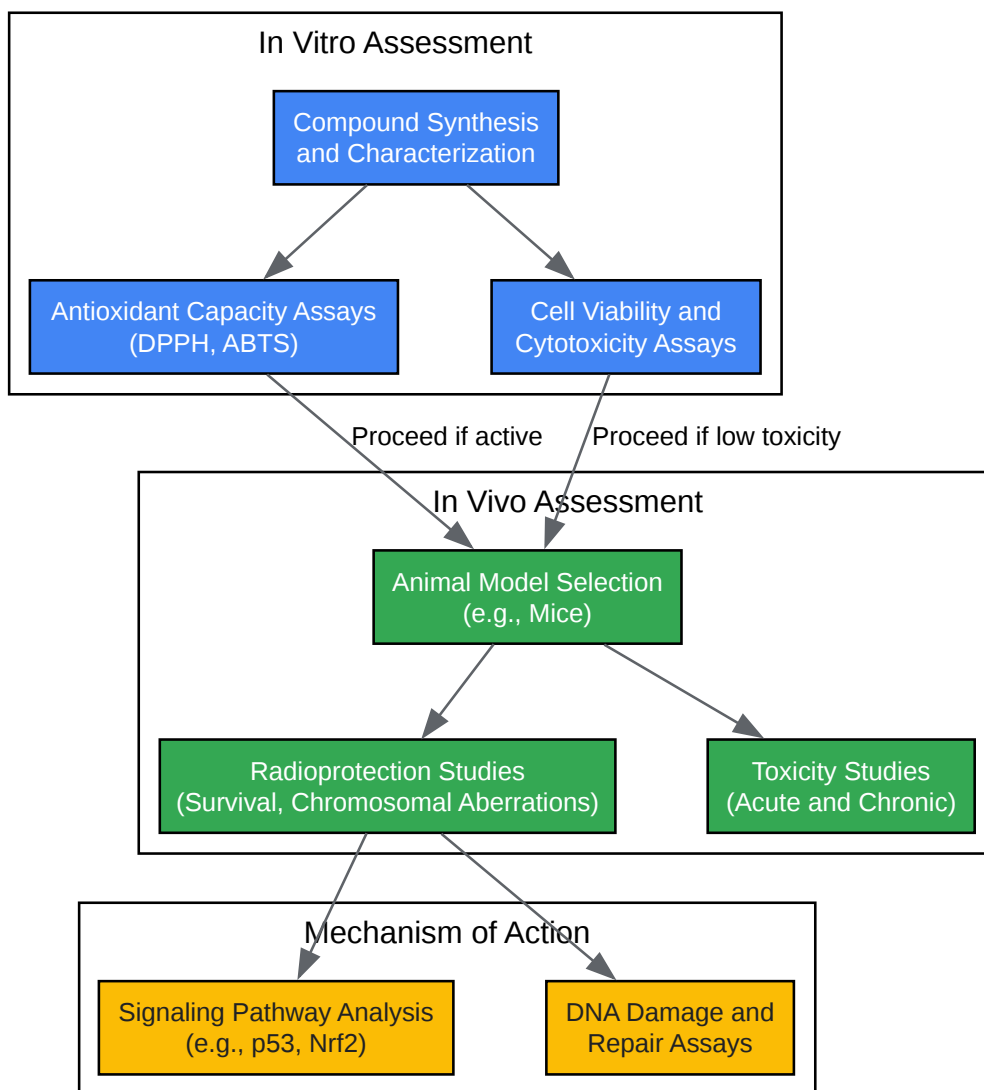 In Vitro Assessment
Compound Synthesis
and Characterization
Antioxidant Capacity Assays
(DPPH, ABTS)
Cell Viability and
Cytotoxicity Assays
Proceed if active
Proceed if low toxicity
In Vivo Assessment
Animal Model Selection
(e.g., Mice)
Radioprotection Studies
(Survival, Chromosomal Aberrations)
Toxicity Studies
(Acute and Chronic)
Mechanism of Action
Signaling Pathway Analysis
(e.g., p53, Nrf2)
DNA Damage and
Repair Assays